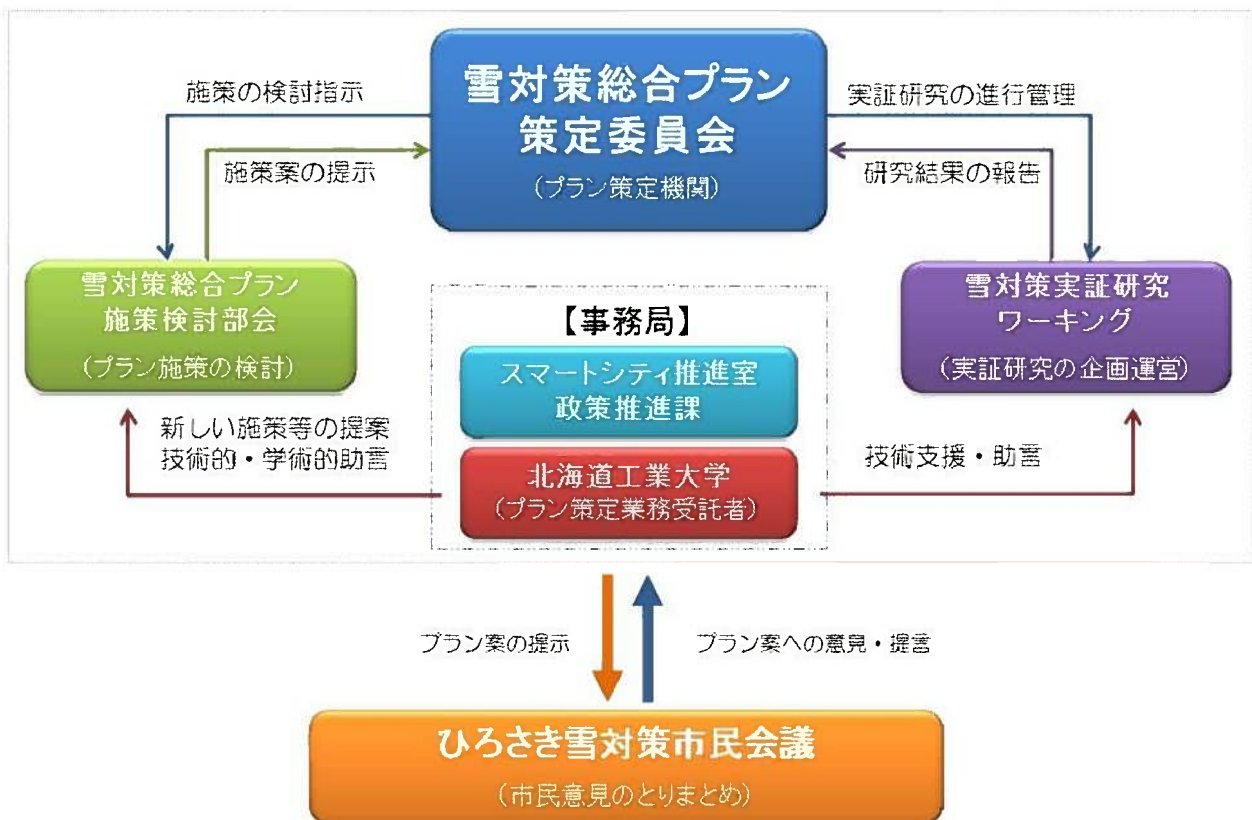 雪対策総合プラン
策定委員会
(プラン策定機関)
施策の検討指示
施策案の提示
実証研究の進行管理
研究結果の報告
雪対策総合プラン
施策検討部会
(プラン施策の検討)
雪対策実証研究
ワーキング
(実証研究の企画運営)
【事務局】
スマートシティ推進室
政策推進課
北海道工業大学
(プラン策定業務受託者)
新しい施策等の提案
技術的・学術的助言
技術支援・助言
プラン案の提示
プラン案への意見・提言
ひろさき雪対策市民会議
(市民意見のとりまとめ)